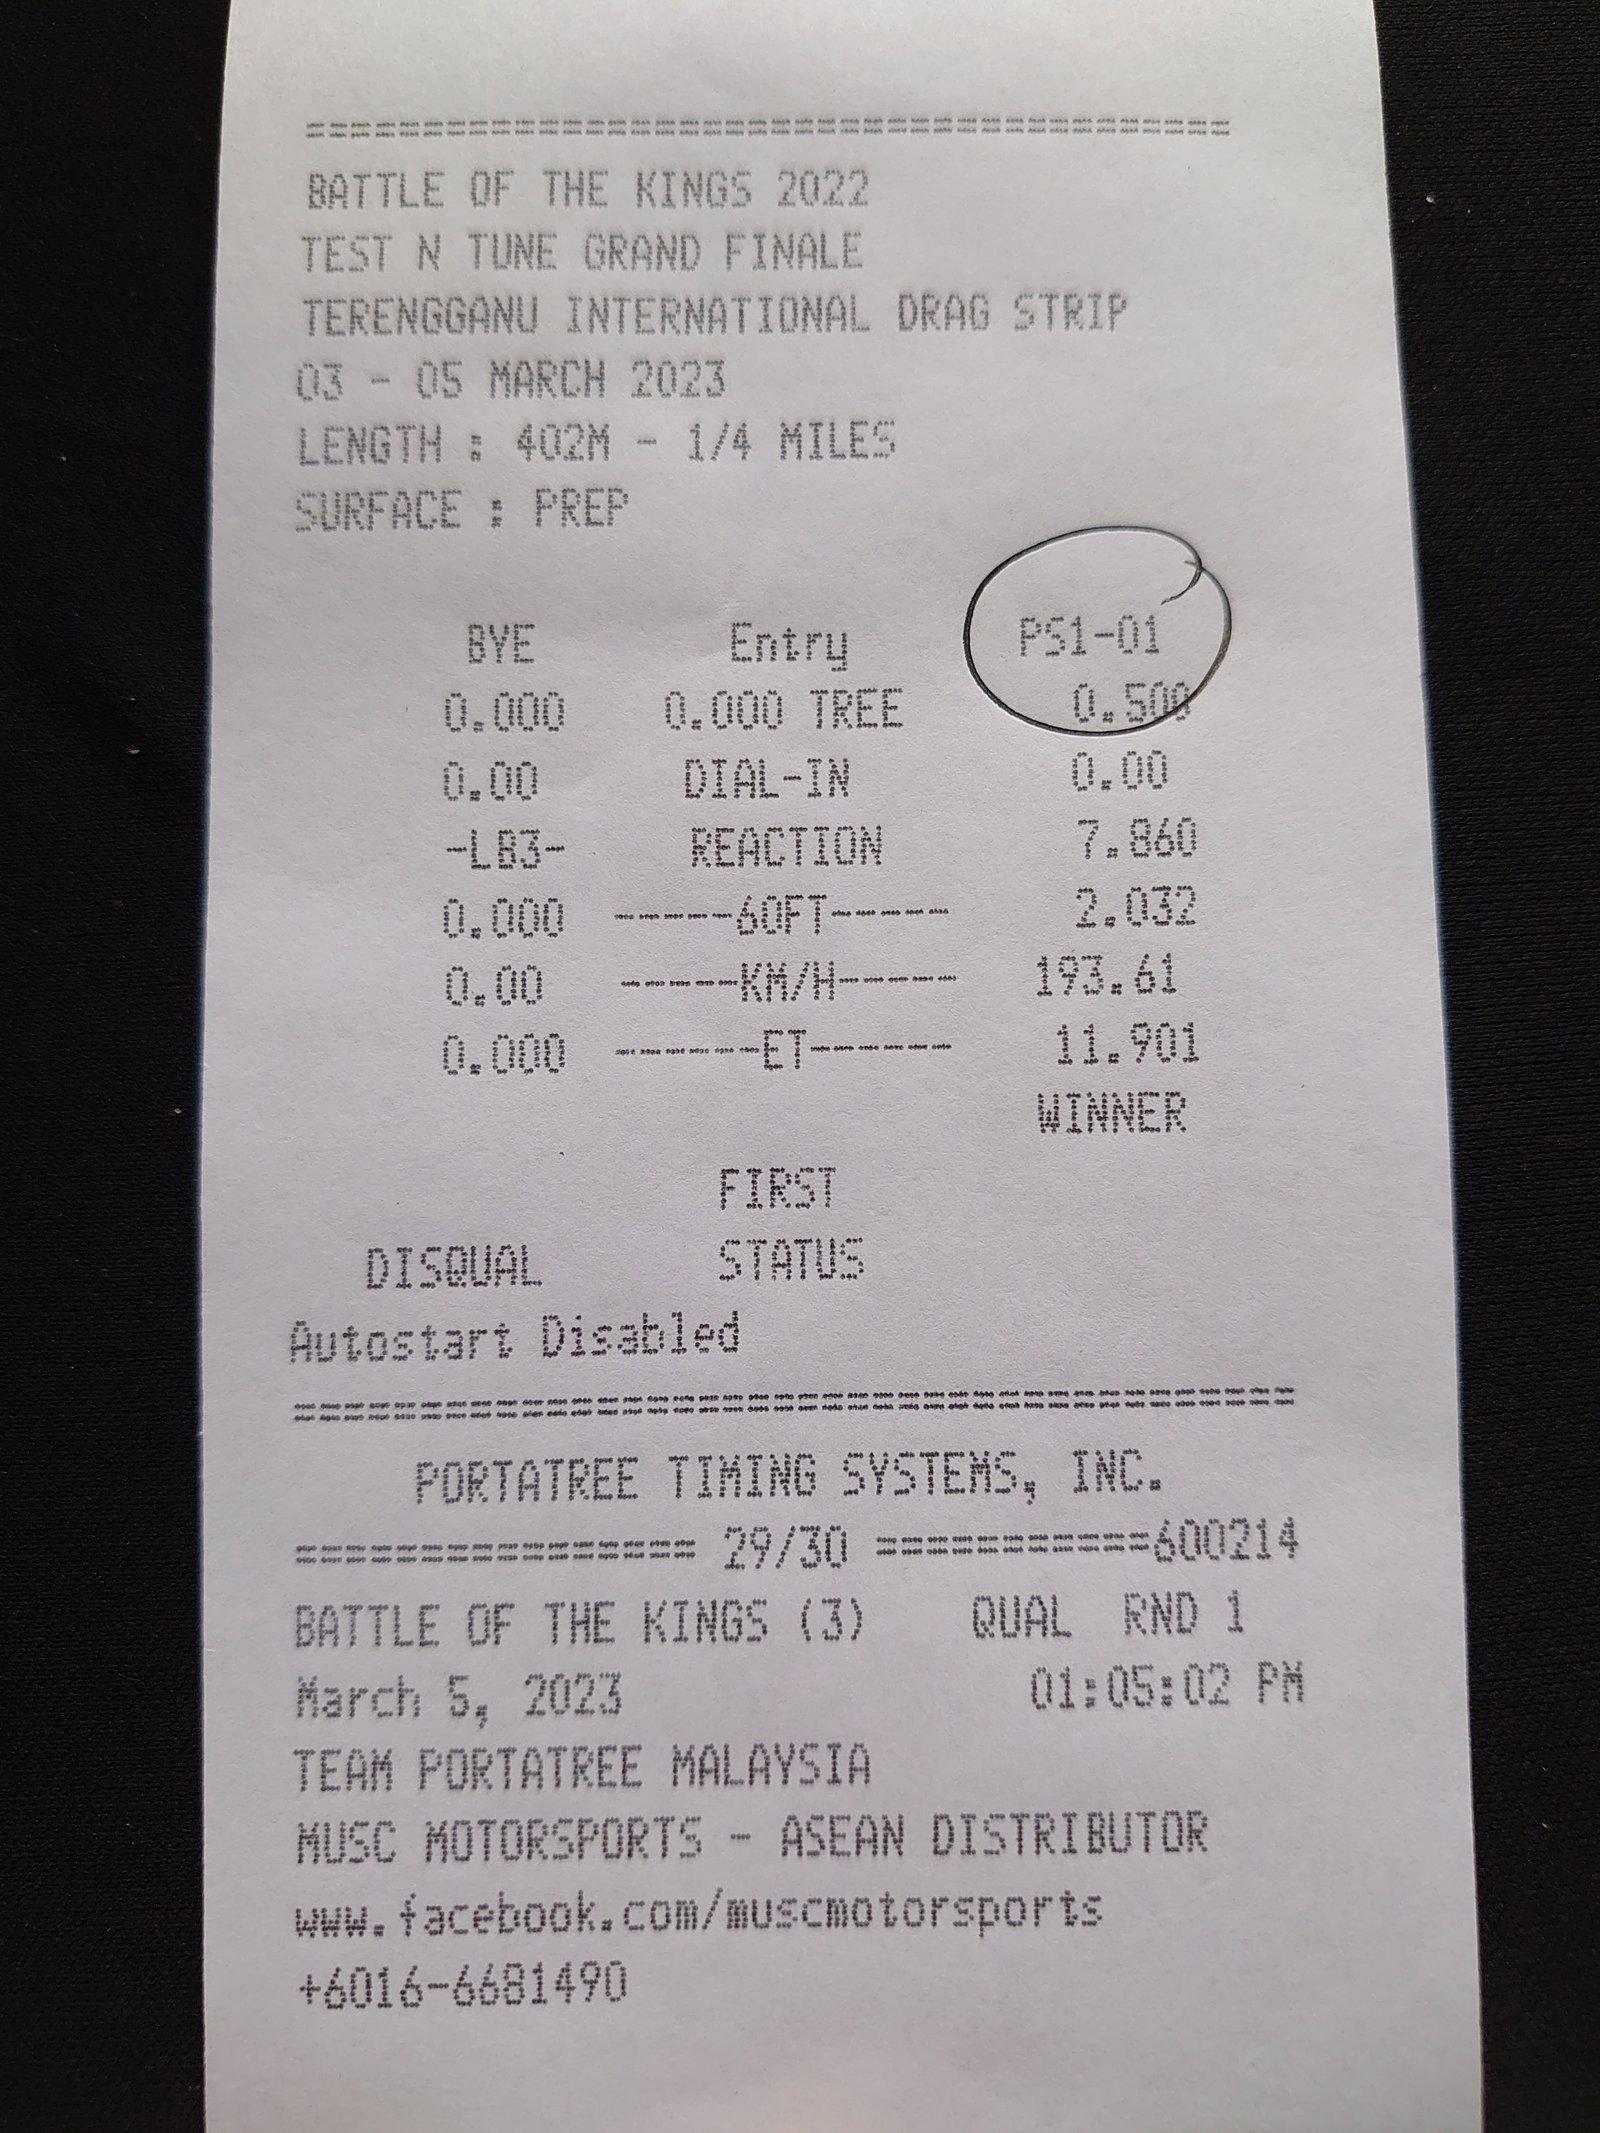 ==========================================
BATTLE OF THE KINGS 2022
TEST N TUNE GRAND FINALE
TERENGGANU INTERNATIONAL DRAG STRIP
03 - 05 MARCH 2023
LENGTH : 402M - 1/4 MILES
SURFACE : PREP
BYE Entry PS1-01
0.000 0.000 TREE 0.500
0.00 DIAL-IN 0.00
-LB3- REACTION 7.860
0.000 -----60FT----- 2.032
0.00 -----KM/H----- 193.61
0.000 ------ET------ 11.901
WINNER
FIRST
DISQUAL STATUS
Autostart Disabled
==========================================
PORTATREE TIMING SYSTEMS, INC.
================ 29/30 ===========600214
BATTLE OF THE KINGS (3) QUAL RND 1
March 5, 2023 01:05:02 PM
TEAM PORTATREE MALAYSIA
MUSC MOTORSPORTS - ASEAN DISTRIBUTOR
www.facebook.com/muscmotorsports
+6016-6681490